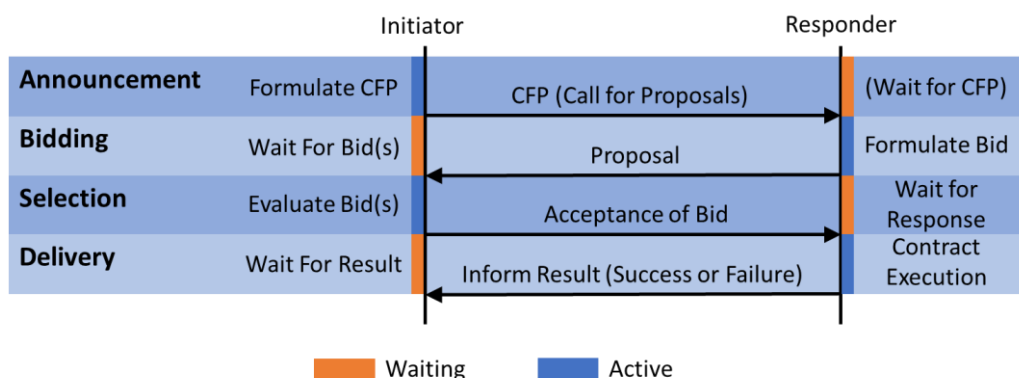 Initiator
Responder
Announcement
Formulate CFP
CFP (Call for Proposals)
(Wait for CFP)
Bidding
Wait For Bid(s)
Proposal
Formulate Bid
Selection
Evaluate Bid(s)
Acceptance of Bid
Wait for
Response
Delivery
Wait For Result
Inform Result (Success or Failure)
Contract
Execution
Waiting
Active